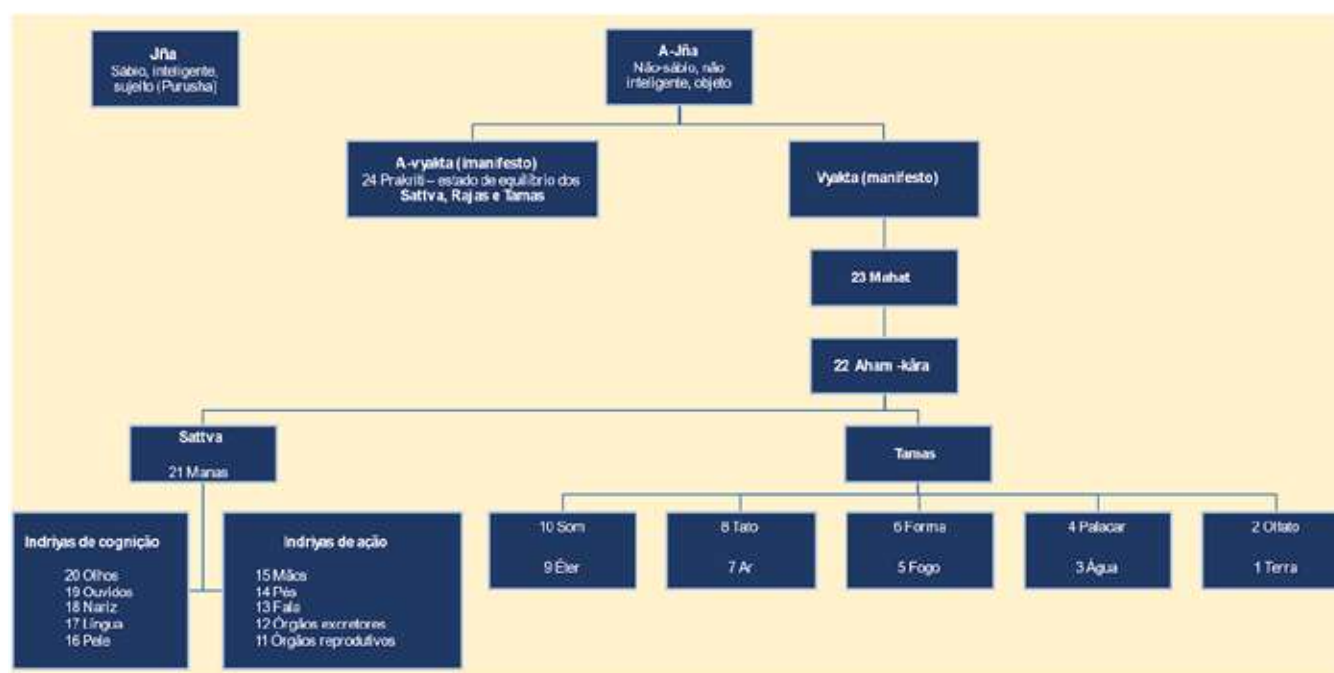 Jña
Sábio, inteligente,
sujeito (Purusha)
A-Jña
Não-sábio, não
inteligente, objeto
A-vyakta (imanifesto)
24 Prakriti – estado de equilíbrio dos
Sattva, Rajas e Tamas
Vyakta (manifesto)
23 Mahat
22 Aham -kâra
Sattva
21 Manas
Tamas
Indriyas de cognição
20 Olhos
19 Ouvidos
18 Nariz
17 Língua
16 Pele
Indriyas de ação
15 Mãos
14 Pés
13 Fala
12 Órgãos excretores
11 Órgãos reprodutivos
10 Som
9 Éter
8 Tato
7 Ar
6 Forma
5 Fogo
4 Palacar
3 Água
2 Olfato
1 Terra